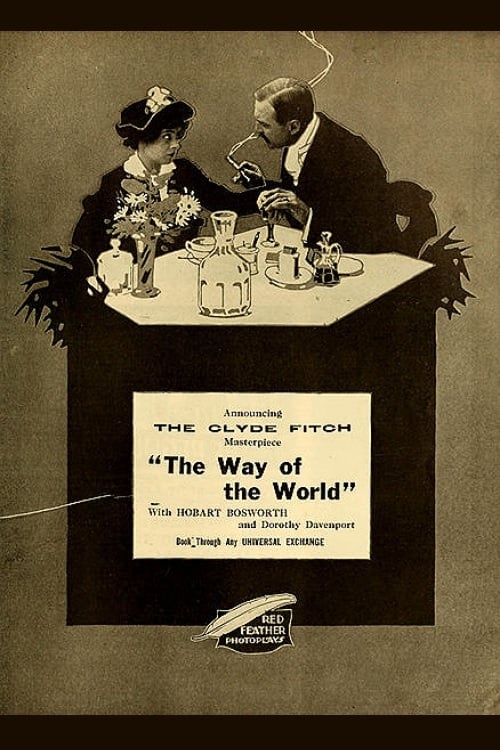 Announcing
THE CLYDE FITCH
Masterpiece
"The Way of
the World"
With HOBART BOSWORTH
and Dorothy Davenport
Book Through Any UNIVERSAL EXCHANGE
RED
FEATHER
PHOTOPLAYS